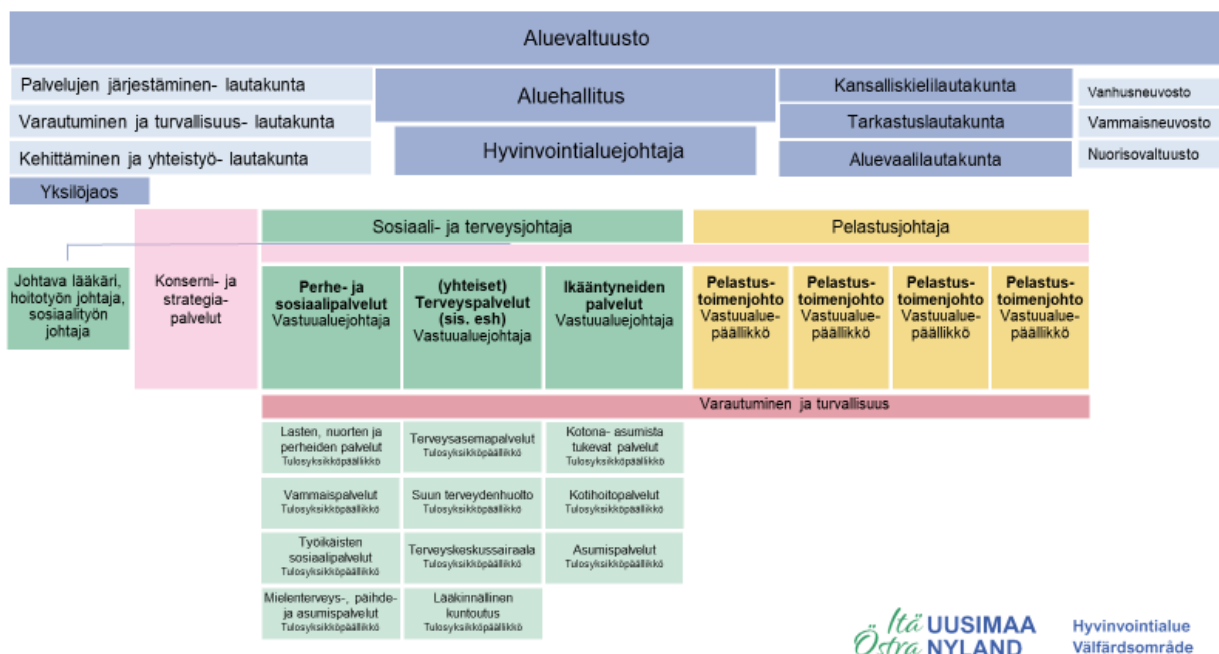 Aluevaltuusto
Palvelujen järjestäminen- lautakunta
Varautuminen ja turvallisuus- lautakunta
Kehittäminen ja yhteistyö- lautakunta
Yksilöjaos
Aluehallitus
Hyvinvointialuejohtaja
Kansalliskielilautakunta
Tarkastuslautakunta
Aluevaalilautakunta
Vanhusneuvosto
Vammaisneuvosto
Nuorisovaltuusto
Sosiaali- ja terveysjohtaja
Pelastusjohtaja
Johtava lääkäri,
hoitotyön johtaja,
sosiaalityön
johtaja
Konserni- ja
strategia-
palvelut
Perhe- ja
sosiaalipalvelut
Vastuualuejohtaja
(yhteiset)
Terveyspalvelut
(sis. esh)
Vastuualuejohtaja
Ikääntyneiden
palvelut
Vastuualuejohtaja
Pelastus-
toimenjohto
Vastuualue-
päällikkö
Pelastus-
toimenjohto
Vastuualue-
päällikkö
Pelastus-
toimenjohto
Vastuualue-
päällikkö
Pelastus-
toimenjohto
Vastuualue-
päällikkö
Varautuminen ja turvallisuus
Lasten, nuorten ja
perheiden palvelut
Tulosyksikköpäällikkö
Terveysasemapalvelut
Tulosyksikköpäällikkö
Kotona- asumista
tukevat palvelut
Tulosyksikköpäällikkö
Vammaispalvelut
Tulosyksikköpäällikkö
Suun terveydenhuolto
Tulosyksikköpäällikkö
Kotihoitopalvelut
Tulosyksikköpäällikkö
Työikäisten
sosiaalipalvelut
Tulosyksikköpäällikkö
Terveyskeskussairaala
Tulosyksikköpäällikkö
Asumispalvelut
Tulosyksikköpäällikkö
Mielenterveys-, päihde-
ja asumispalvelut
Tulosyksikköpäällikkö
Lääkinnällinen
kuntoutus
Tulosyksikköpäällikkö
Itä UUSIMAA
Östra NYLAND
Hyvinvointialue
Välfärdsområde